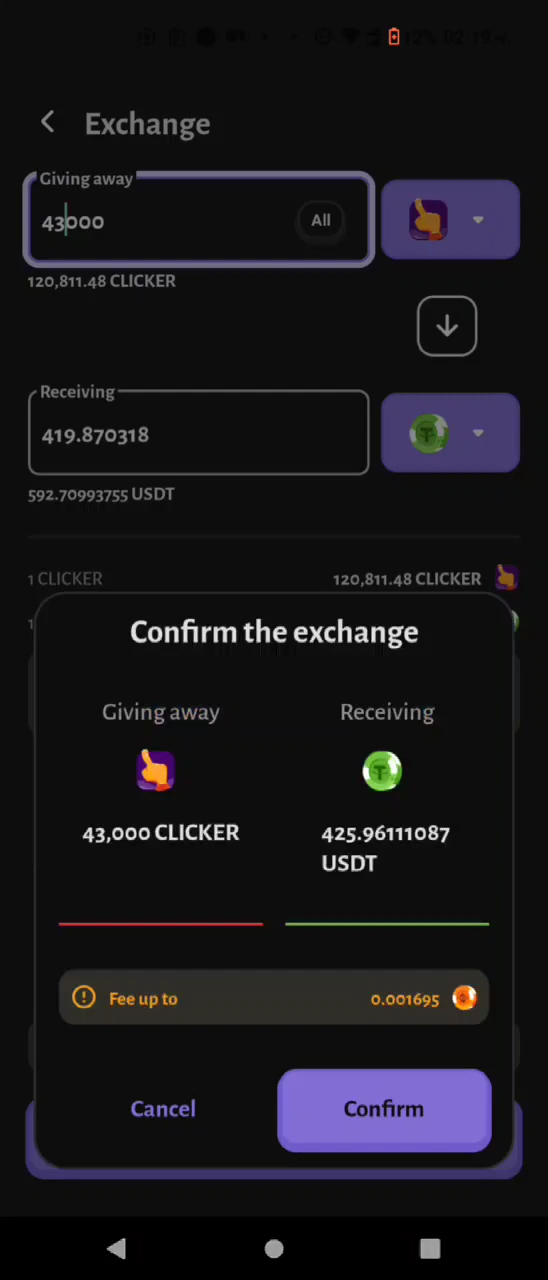 Exchange
Giving away
43000
All
120,811.48 CLICKER
Receiving
419.870318
592.70993755 USDT
1 CLICKER
120,811.48 CLICKER
Confirm the exchange
Giving away
Receiving
43,000 CLICKER
425.96111087
USDT
Fee up to
0.001695
Cancel
Confirm